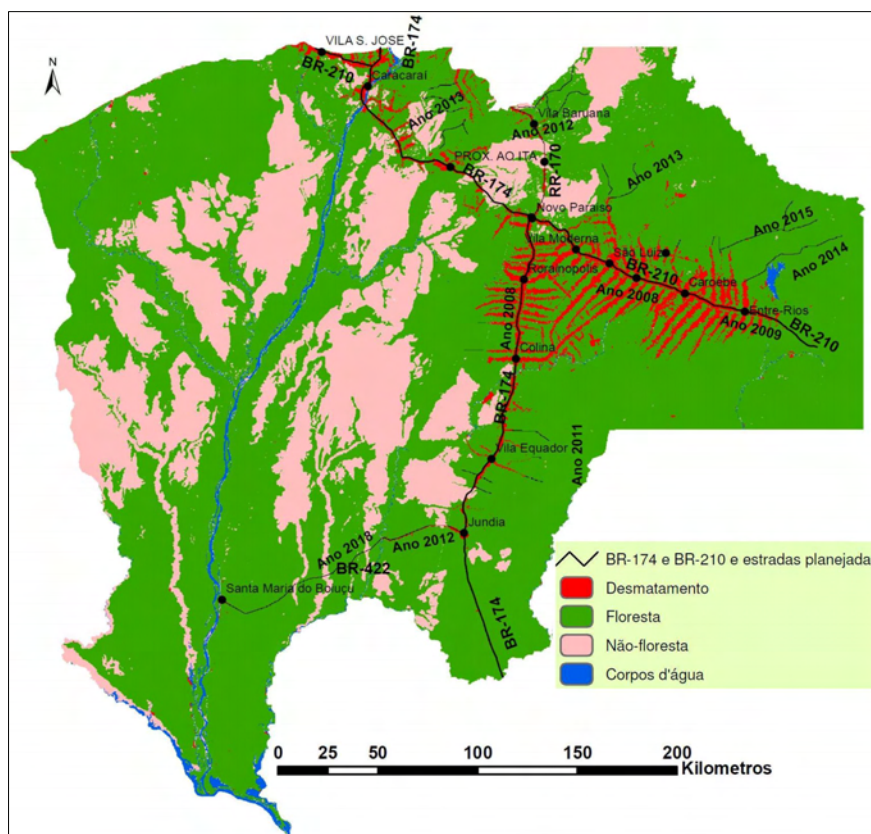 VILA S. JOSE
BR-174
BR-210
Caracaraí
N
Ano 2013
Vila Baruana
Ano 2012
PROX. AO ITA
BR-174
RR-170
Ano 2013
Novo Paraiso
Ano 2015
Vila Moderna
São Luiz
Ano 2014
BR-210
Rorainopolis
Caroebe
Ano 2008
Ano 2008
Entre-Rios
Ano 2009
BR-210
Colina
BR-174
Ano 2011
Vila Equador
Jundia
Ano 2018
Ano 2012
BR-422
Santa Maria do Boiuçu
BR-174
BR-174 e BR-210 e estradas planejada
Desmatamento
Floresta
Não-floresta
Corpos d'água
0 25 50 100 150 200
Kilometros